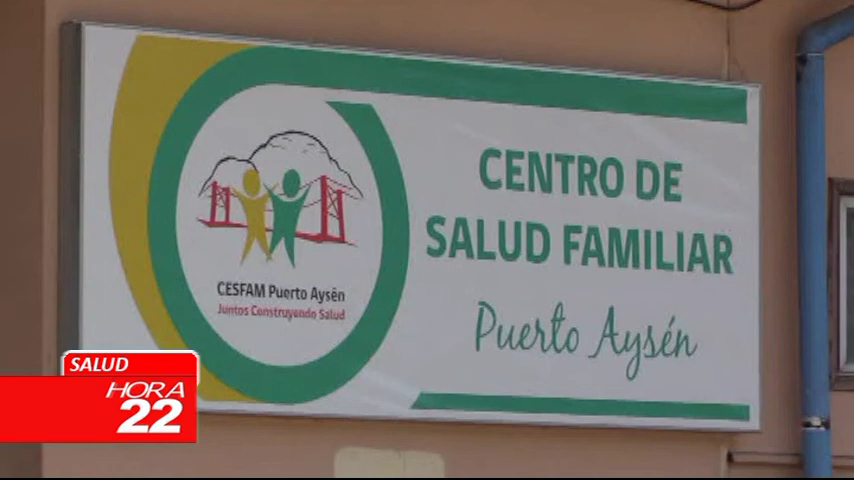 CENTRO DE
SALUD FAMILIAR
Puerto Aysén
CESFAM Puerto Aysén
Juntos Construyendo Salud
SALUD
HORA
22